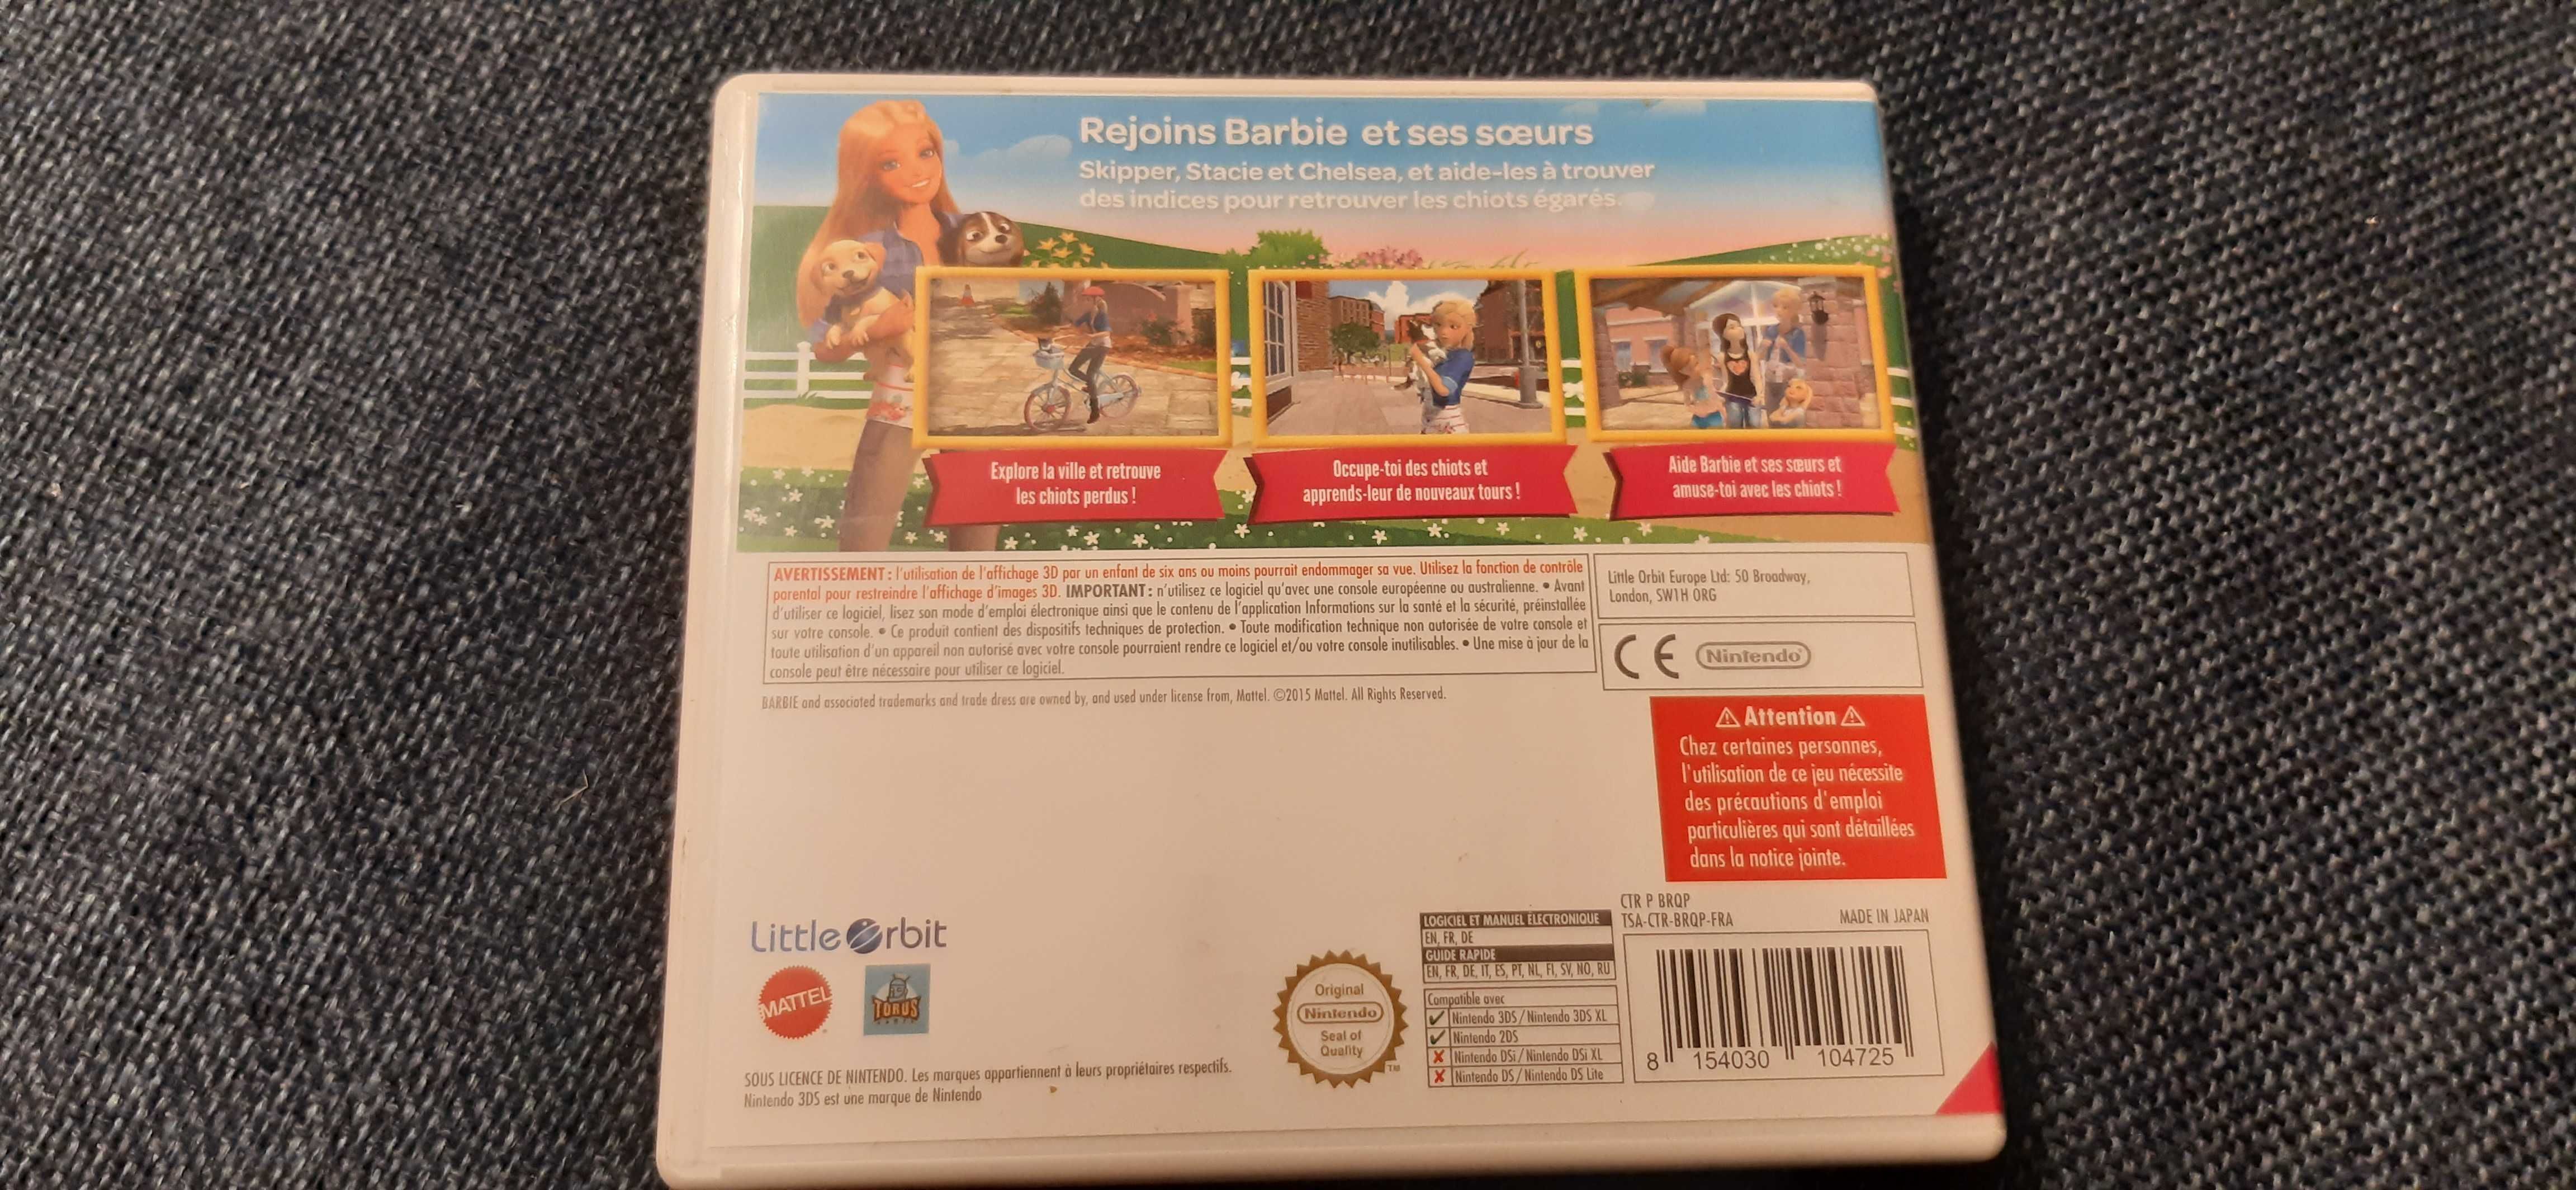 Rejoins Barbie et ses sœurs
Skipper, Stacie et Chelsea, et aide-les à trouver
des indices pour retrouver les chiots égarés.
Explore la ville et retrouve
les chiots perdus !
Occupe-toi des chiots et
apprends-leur de nouveaux tours !
Aide Barbie et ses sœurs et
amuse-toi avec les chiots !
AVERTISSEMENT : l'utilisation de l'affichage 3D par un enfant de six ans ou moins pourrait endommager sa vue. Utilisez la fonction de contrôle
parental pour restreindre l'affichage d'images 3D. IMPORTANT : n'utilisez ce logiciel qu'avec une console européenne ou australienne. • Avant
d'utiliser ce logiciel, lisez son mode d'emploi électronique ainsi que le contenu de l'application Informations sur la santé et la sécurité, préinstallée
sur votre console. • Ce produit contient des dispositifs techniques de protection. • Toute modification technique non autorisée de votre console et
toute utilisation d'un appareil non autorisé avec votre console pourraient rendre ce logiciel et/ou votre console inutilisables. • Une mise à jour de la
console peut être nécessaire pour utiliser ce logiciel.
Little Orbit Europe Ltd: 50 Broadway,
London, SW1H ORG
CE Nintendo
BARBIE and associated trademarks and trade dress are owned by, and used under license from, Mattel. ©2015 Mattel. All Rights Reserved.
⚠ Attention ⚠
Chez certaines personnes,
l'utilisation de ce jeu nécessite
des précautions d'emploi
particulières qui sont détaillées
dans la notice jointe.
Little Orbit
MATTEL
TORUS
SOUS LICENCE DE NINTENDO. Les marques appartiennent à leurs propriétaires respectifs.
Nintendo 3DS est une marque de Nintendo
Original
Nintendo
Seal of
Quality
TM
LOGICIEL ET MANUEL ÉLECTRONIQUE
EN, FR, DE
GUIDE RAPIDE
EN, FR, DE, IT, ES, PT, NL, FI, SV, NO, RU
Compatible avec
✓ Nintendo 3DS / Nintendo 3DS XL
✓ Nintendo 2DS
✗ Nintendo DSi / Nintendo DSi XL
✗ Nintendo DS / Nintendo DS Lite
CTR P BRQP
TSA-CTR-BRQP-FRA
MADE IN JAPAN
8 154030 104725